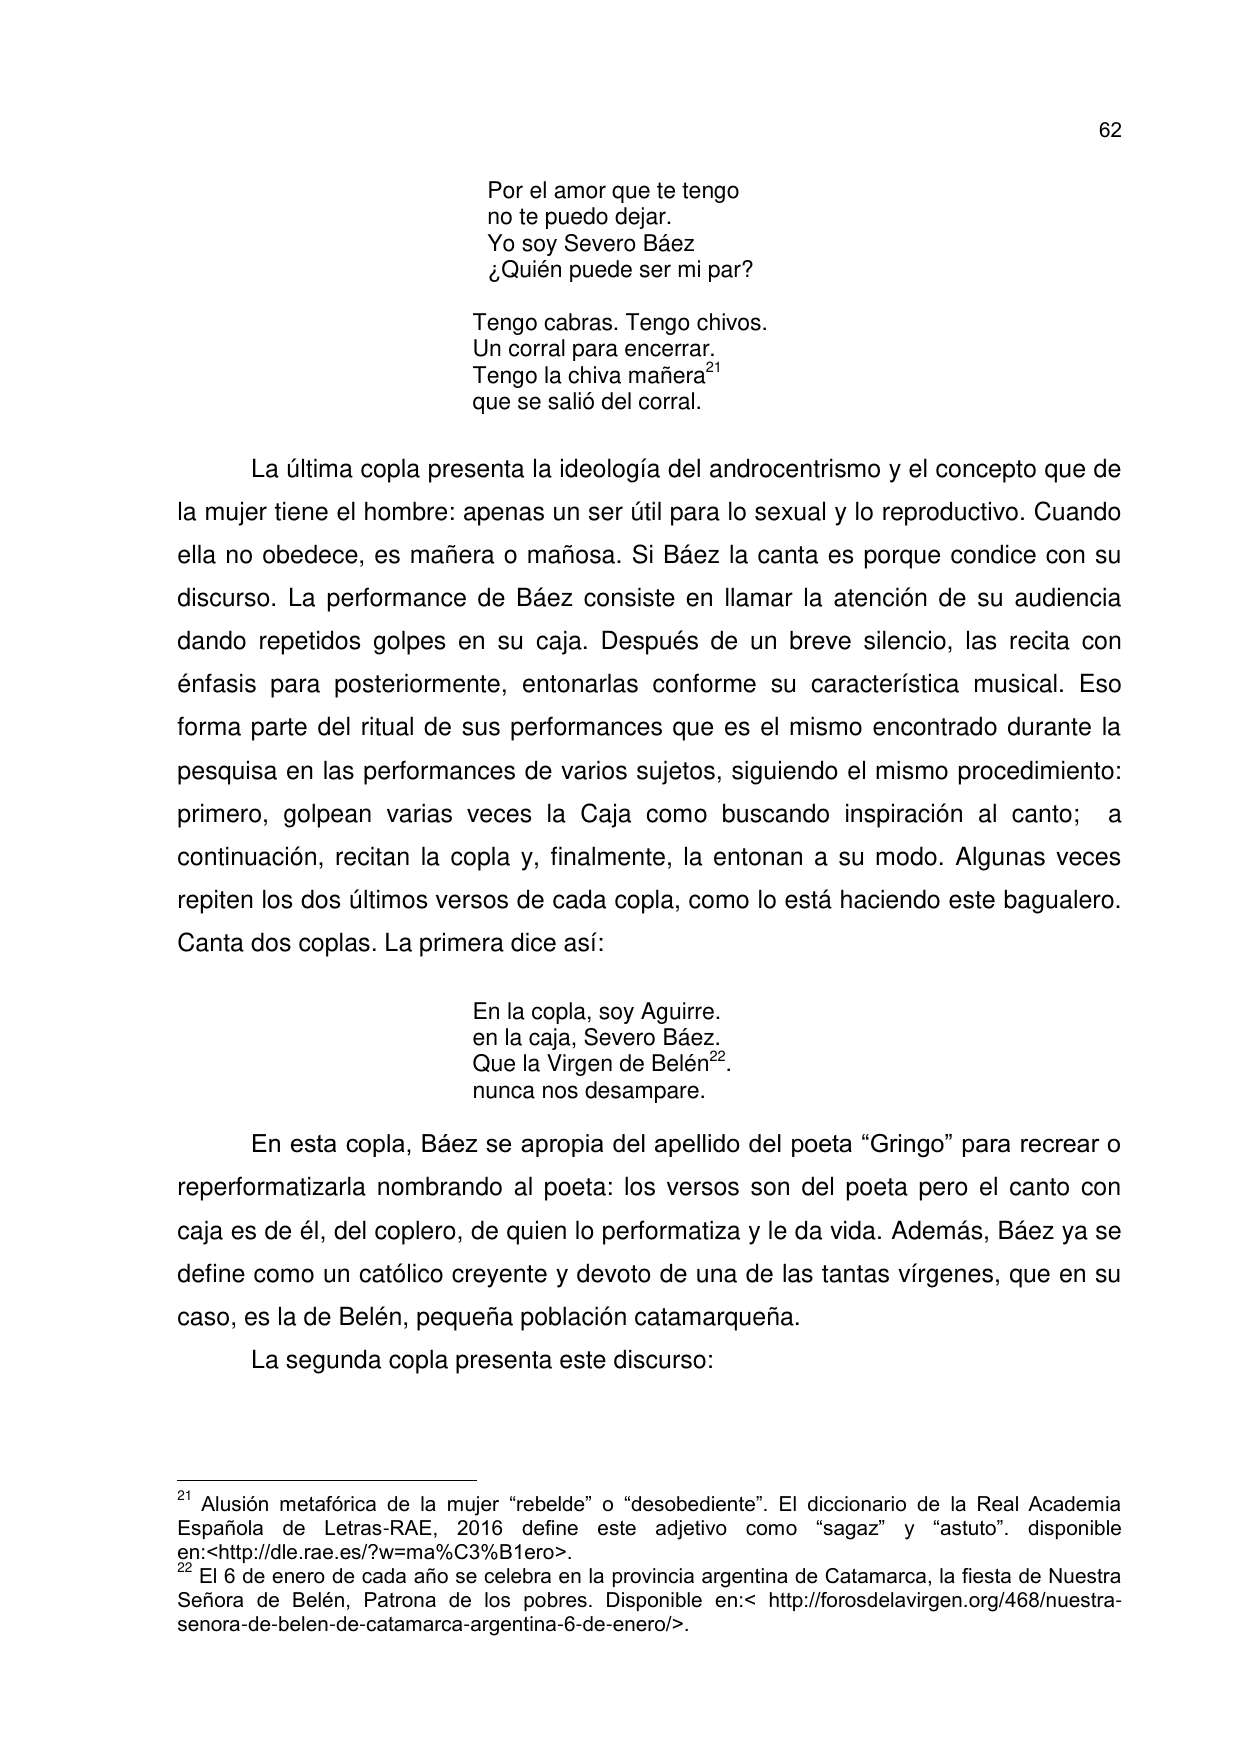 62
Por el amor que te tengo
no te puedo dejar.
Yo soy Severo Báez
¿Quién puede ser mi par?
Tengo cabras. Tengo chivos.
Un corral para encerrar.
Tengo la chiva mañera21
que se salió del corral.
La última copla presenta la ideología del androcentrismo y el concepto que de
la mujer tiene el hombre: apenas un ser útil para lo sexual y lo reproductivo. Cuando
ella no obedece, es mañera o mañosa. Si Báez la canta es porque condice con su
discurso. La performance de Báez consiste en llamar la atención de su audiencia
dando repetidos golpes en su caja. Después de un breve silencio, las recita con
énfasis para posteriormente, entonarlas conforme su característica musical. Eso
forma parte del ritual de sus performances que es el mismo encontrado durante la
pesquisa en las performances de varios sujetos, siguiendo el mismo procedimiento:
primero, golpean varias veces la Caja como buscando inspiración al canto; a
continuación, recitan la copla y, finalmente, la entonan a su modo. Algunas veces
repiten los dos últimos versos de cada copla, como lo está haciendo este bagualero.
Canta dos coplas. La primera dice así:
En la copla, soy Aguirre.
en la caja, Severo Báez.
Que la Virgen de Belén22.
nunca nos desampare.
En esta copla, Báez se apropia del apellido del poeta “Gringo” para recrear o
reperformatizarla nombrando al poeta: los versos son del poeta pero el canto con
caja es de él, del coplero, de quien lo performatiza y le da vida. Además, Báez ya se
define como un católico creyente y devoto de una de las tantas vírgenes, que en su
caso, es la de Belén, pequeña población catamarqueña.
La segunda copla presenta este discurso:
21 Alusión metafórica de la mujer “rebelde” o “desobediente”. El diccionario de la Real Academia
Española de Letras-RAE, 2016 define este adjetivo como “sagaz” y “astuto”. disponible
en:<http://dle.rae.es/?w=ma%C3%B1ero>.
22 El 6 de enero de cada año se celebra en la provincia argentina de Catamarca, la fiesta de Nuestra
Señora de Belén, Patrona de los pobres. Disponible en:< http://forosdelavirgen.org/468/nuestra-
senora-de-belen-de-catamarca-argentina-6-de-enero/>.